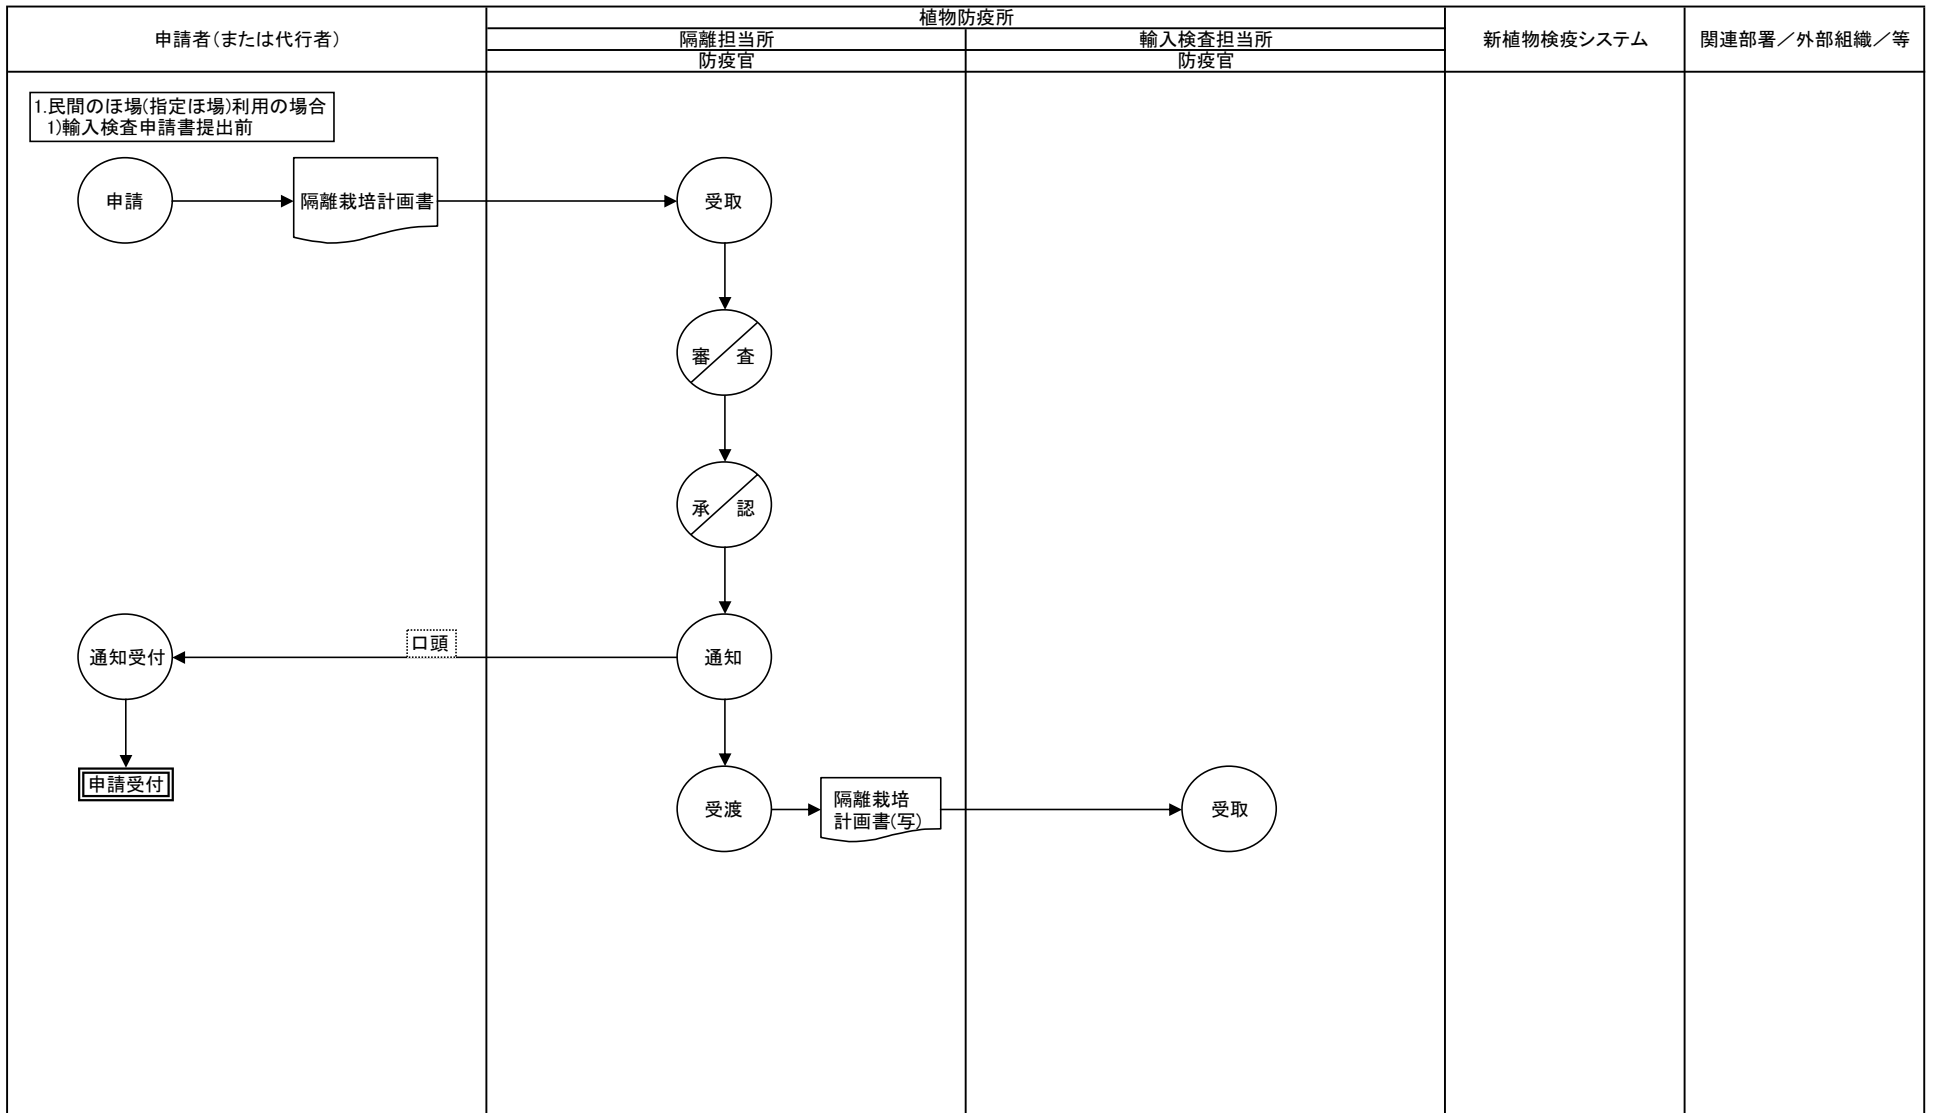 植物防疫所
申請者（または代行者）
隔離担当所
輸入検査担当所
新植物検疫システム
関連部署／外部組織／等
防疫官
防疫官
1.民間のほ場(指定ほ場)利用の場合
1)輸入検査申請書提出前
申請
隔離栽培計画書
受取
審 査
承 認
通知受付
口頭
通知
申請受付
受渡
隔離栽培
計画書(写)
受取